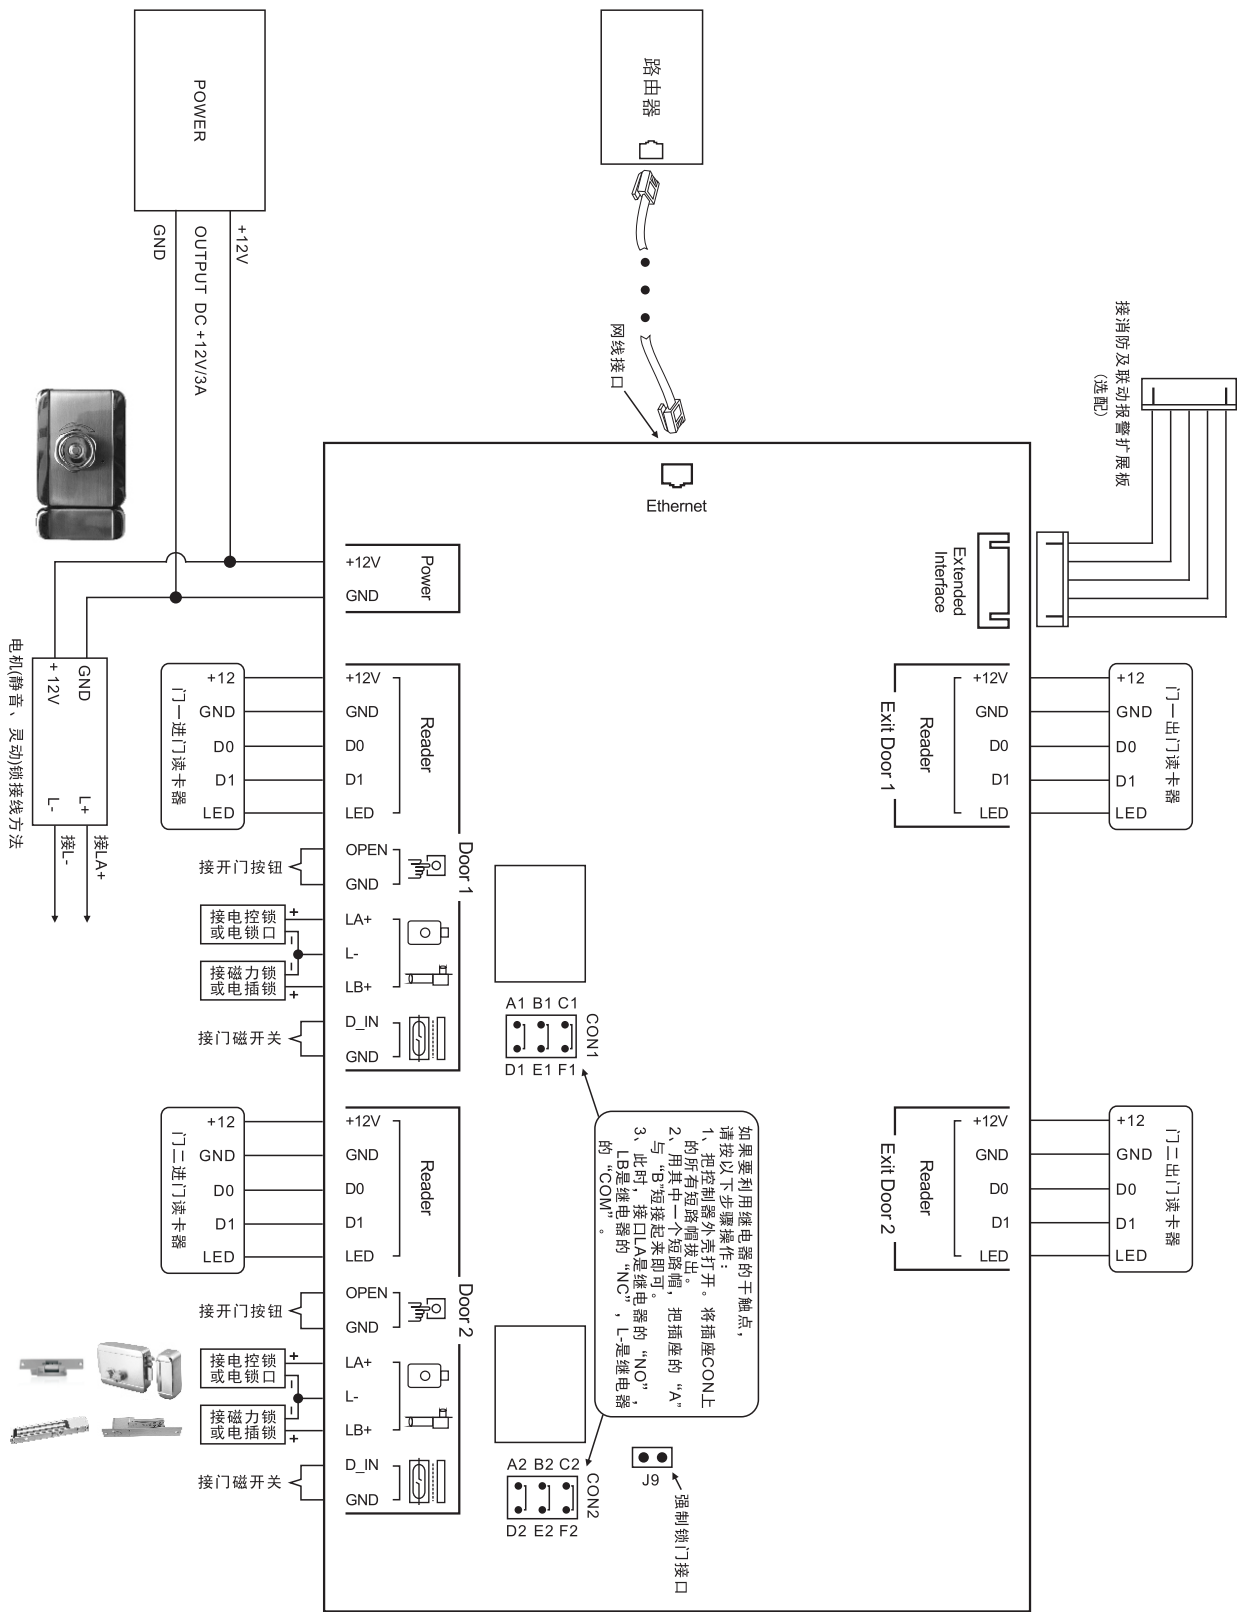 POWER
GND
OUTPUT DC +12V/3A
+12V
路由器
网线接口
接消防及联动报警扩展板
(选配)
Ethernet
Extended
Interface
Power
+12V
GND
GND
+12V
L+
L-
接LA+
接L-
电机(静音、灵动)锁接线方法
门一进门读卡器
+12
GND
D0
D1
LED
+12V
GND
D0
D1
LED
Reader
Door 1
OPEN
GND
接开门按钮
接电控锁
或电锁口
+
-
接磁力锁
或电插锁
-
+
LA+
L-
LB+
接门磁开关
D_IN
GND
Exit Door 1
Reader
+12V
GND
D0
D1
LED
+12
GND
D0
D1
LED
门一出门读卡器
A1 B1 C1
CON1
D1 E1 F1
如果要利用继电器的干触点，
请按以下步骤操作：
1、把控制器外壳打开。将插座CON上
的所有短路帽拔出。
2、用其中一个短路帽，把插座的“A”
与“B”短接起来即可。
3、此时，接口LA是继电器的“NO”，
LB是继电器的“NC”，L-是继电器
的“COM”。
门二进门读卡器
+12
GND
D0
D1
LED
+12V
GND
D0
D1
LED
Reader
Door 2
OPEN
GND
接开门按钮
接电控锁
或电锁口
+
-
接磁力锁
或电插锁
-
+
LA+
L-
LB+
接门磁开关
D_IN
GND
Exit Door 2
Reader
+12V
GND
D0
D1
LED
+12
GND
D0
D1
LED
门二出门读卡器
A2 B2 C2
CON2
D2 E2 F2
J9
强制锁门接口